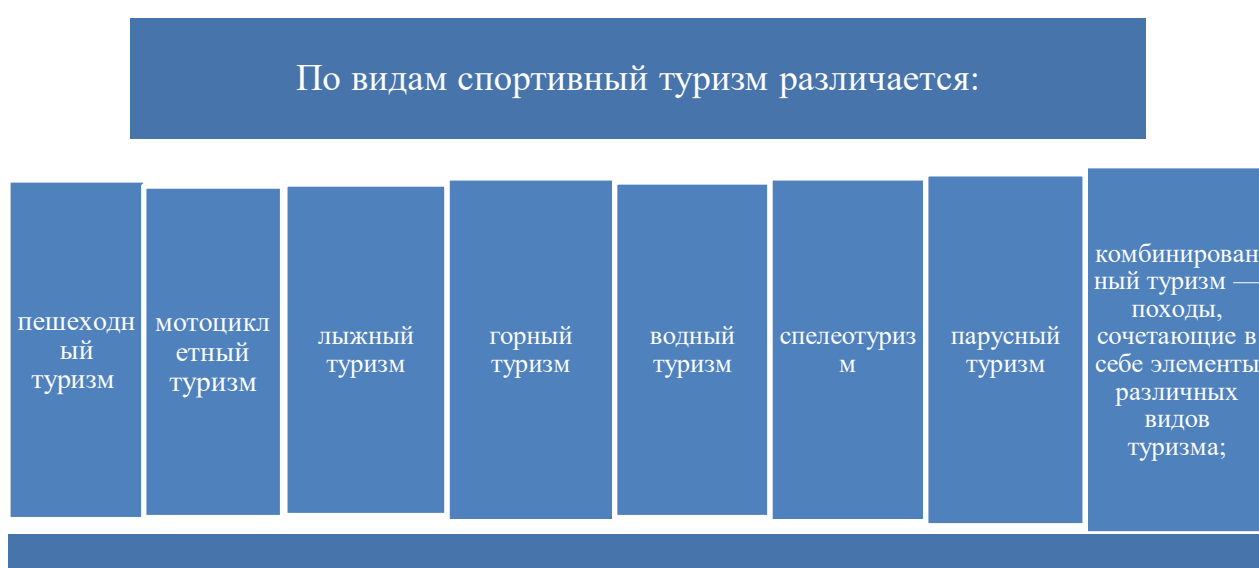 По видам спортивный туризм различается:
пешеходн
ый
туризм
мотоцикл
етный
туризм
лыжный
туризм
горный
туризм
водный
туризм
спелеотуриз
м
парусный
туризм
комбинирован
ный туризм —
походы,
сочетающие в
себе элементы
различных
видов
туризма;